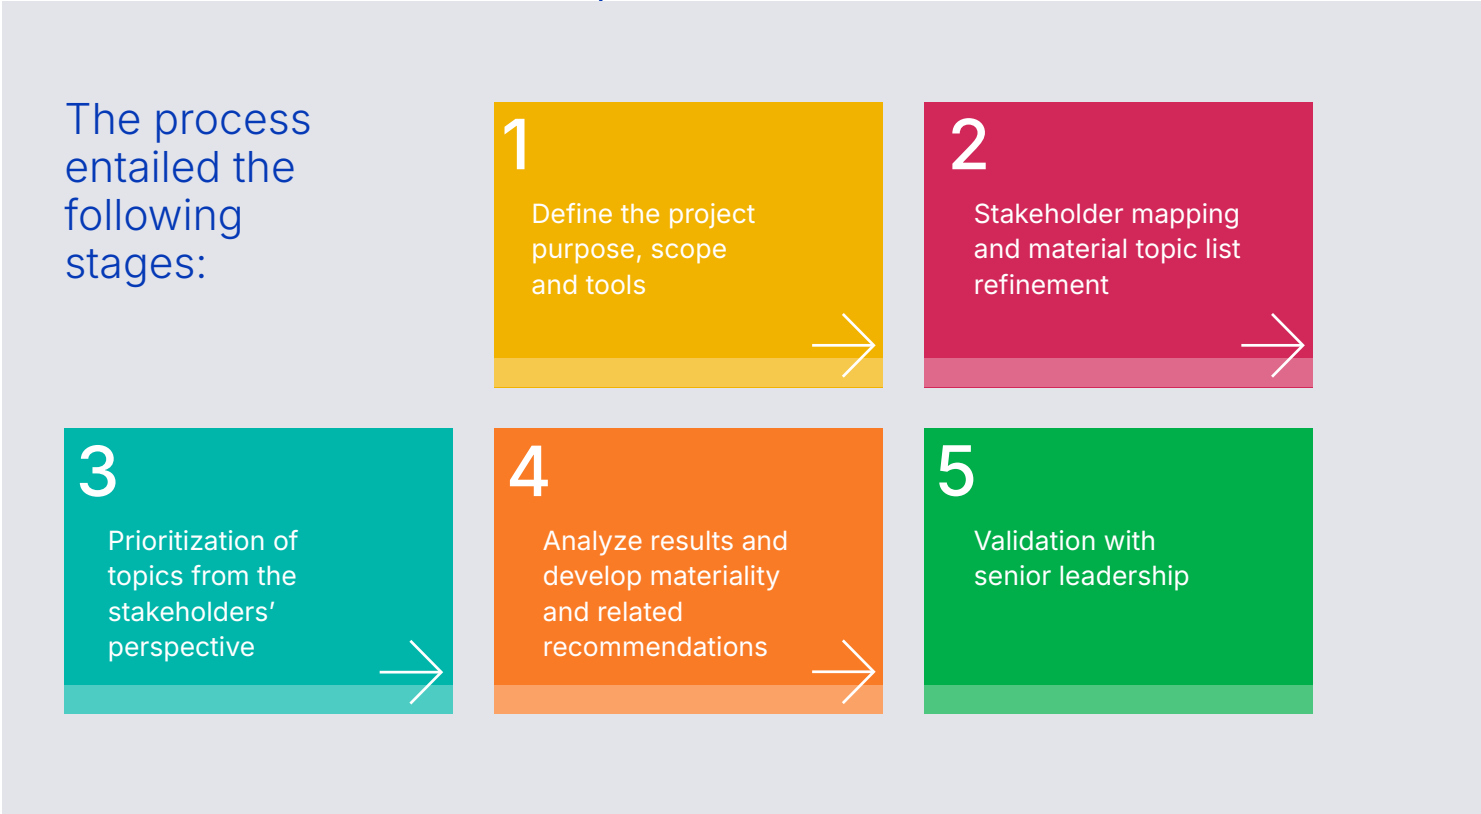 The process
entailed the
following
stages:
1
Define the project
purpose, scope
and tools
2
Stakeholder mapping
and material topic list
refinement
3
Prioritization of
topics from the
stakeholders’
perspective
4
Analyze results and
develop materiality
and related
recommendations
5
Validation with
senior leadership